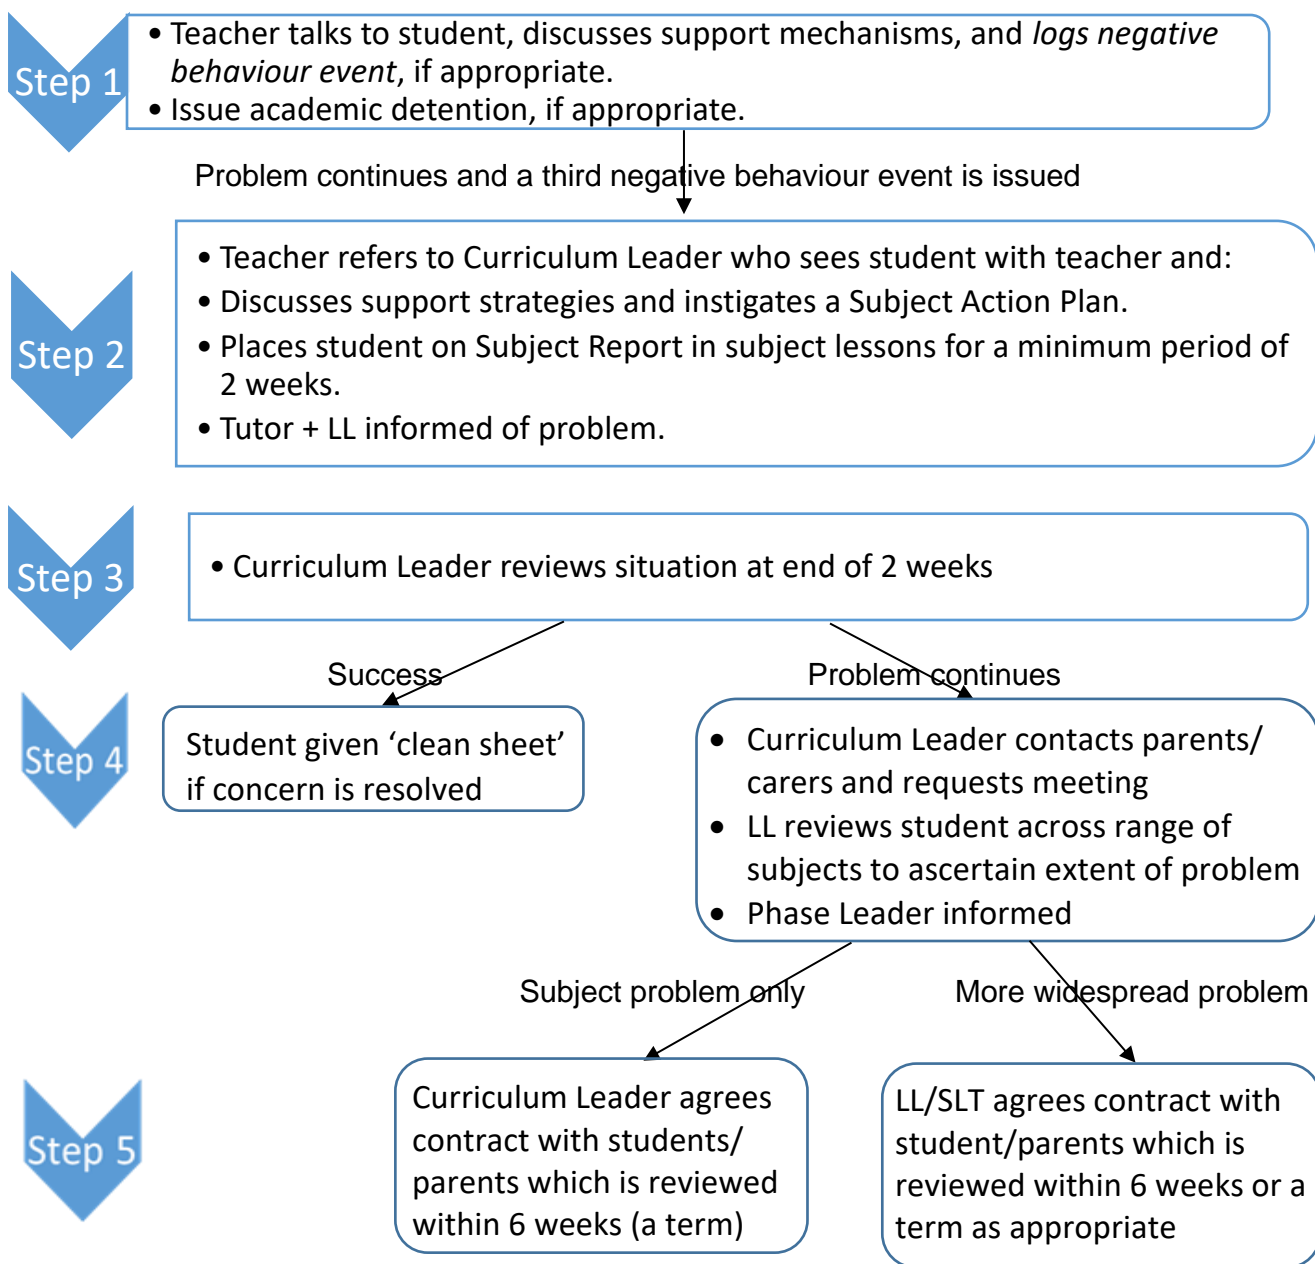 Step 1
• Teacher talks to student, discusses support mechanisms, and logs negative
behaviour event, if appropriate.
• Issue academic detention, if appropriate.
Problem continues and a third negative behaviour event is issued
Step 2
• Teacher refers to Curriculum Leader who sees student with teacher and:
• Discusses support strategies and instigates a Subject Action Plan.
• Places student on Subject Report in subject lessons for a minimum period of
2 weeks.
• Tutor + LL informed of problem.
Step 3
• Curriculum Leader reviews situation at end of 2 weeks
Success
Problem continues
Step 4
Student given ‘clean sheet’
if concern is resolved
• Curriculum Leader contacts parents/
carers and requests meeting
• LL reviews student across range of
subjects to ascertain extent of problem
• Phase Leader informed
Subject problem only
More widespread problem
Step 5
Curriculum Leader agrees
contract with students/
parents which is reviewed
within 6 weeks (a term)
LL/SLT agrees contract with
student/parents which is
reviewed within 6 weeks or a
term as appropriate